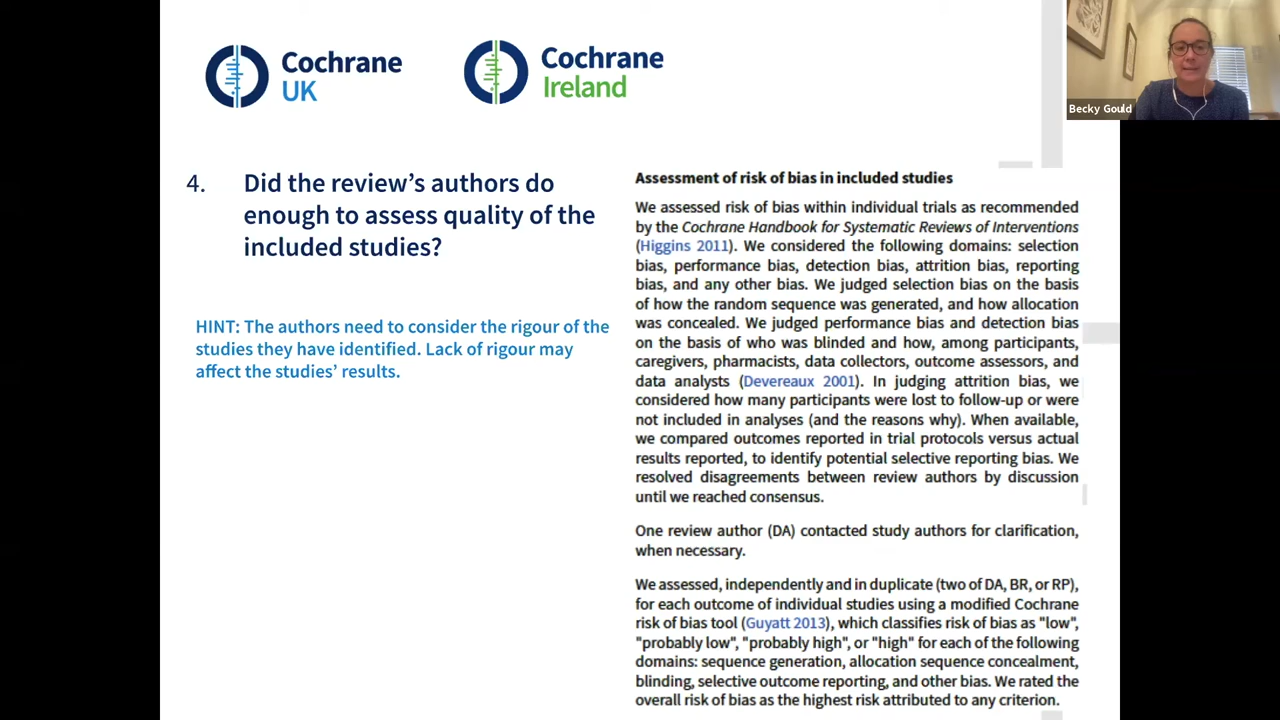 Cochrane
UK
Cochrane
Ireland
Becky Gould
4. Did the review's authors do
enough to assess quality of the
included studies?
HINT: The authors need to consider the rigour of the
studies they have identified. Lack of rigour may
affect the studies' results.
Assessment of risk of bias in included studies
We assessed risk of bias within individual trials as recommended
by the Cochrane Handbook for Systematic Reviews of Interventions
(Higgins 2011). We considered the following domains: selection
bias, performance bias, detection bias, attrition bias, reporting
bias, and any other bias. We judged selection bias on the basis
of how the random sequence was generated, and how allocation
was concealed. We judged performance bias and detection bias
on the basis of who was blinded and how, among participants,
caregivers, pharmacists, data collectors, outcome assessors, and
data analysts (Devereaux 2001). In judging attrition bias, we
considered how many participants were lost to follow-up or were
not included in analyses (and the reasons why). When available,
we compared outcomes reported in trial protocols versus actual
results reported, to identify potential selective reporting bias. We
resolved disagreements between review authors by discussion
until we reached consensus.
One review author (DA) contacted study authors for clarification,
when necessary.
We assessed, independently and in duplicate (two of DA, BR, or RP),
for each outcome of individual studies using a modified Cochrane
risk of bias tool (Guyatt 2013), which classifies risk of bias as "low",
"probably low", "probably high", or "high" for each of the following
domains: sequence generation, allocation sequence concealment,
blinding, selective outcome reporting, and other bias. We rated the
overall risk of bias as the highest risk attributed to any criterion.